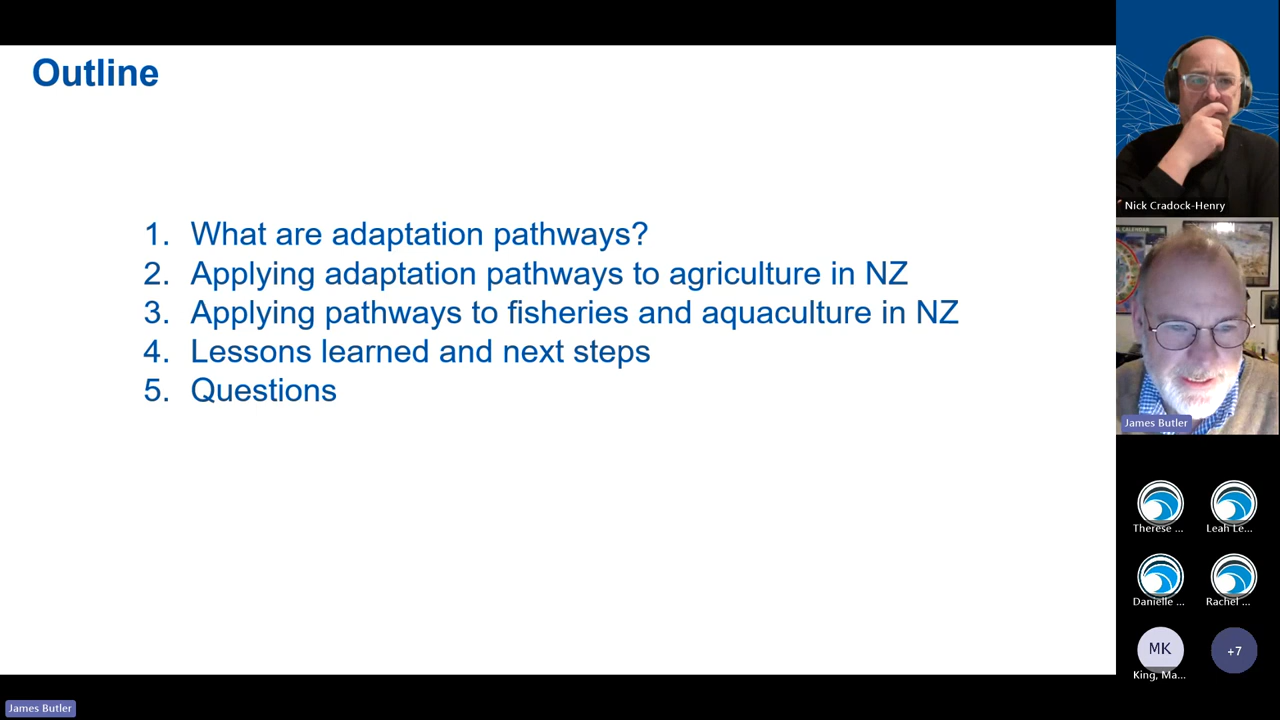 Outline
1. What are adaptation pathways?
2. Applying adaptation pathways to agriculture in NZ
3. Applying pathways to fisheries and aquaculture in NZ
4. Lessons learned and next steps
5. Questions
Nick Cradock-Henry
CALENDAR
James Butler
Therese ...
Leah Le...
Danielle ...
Rachel ...
MK
King, Ma...
+7
James Butler